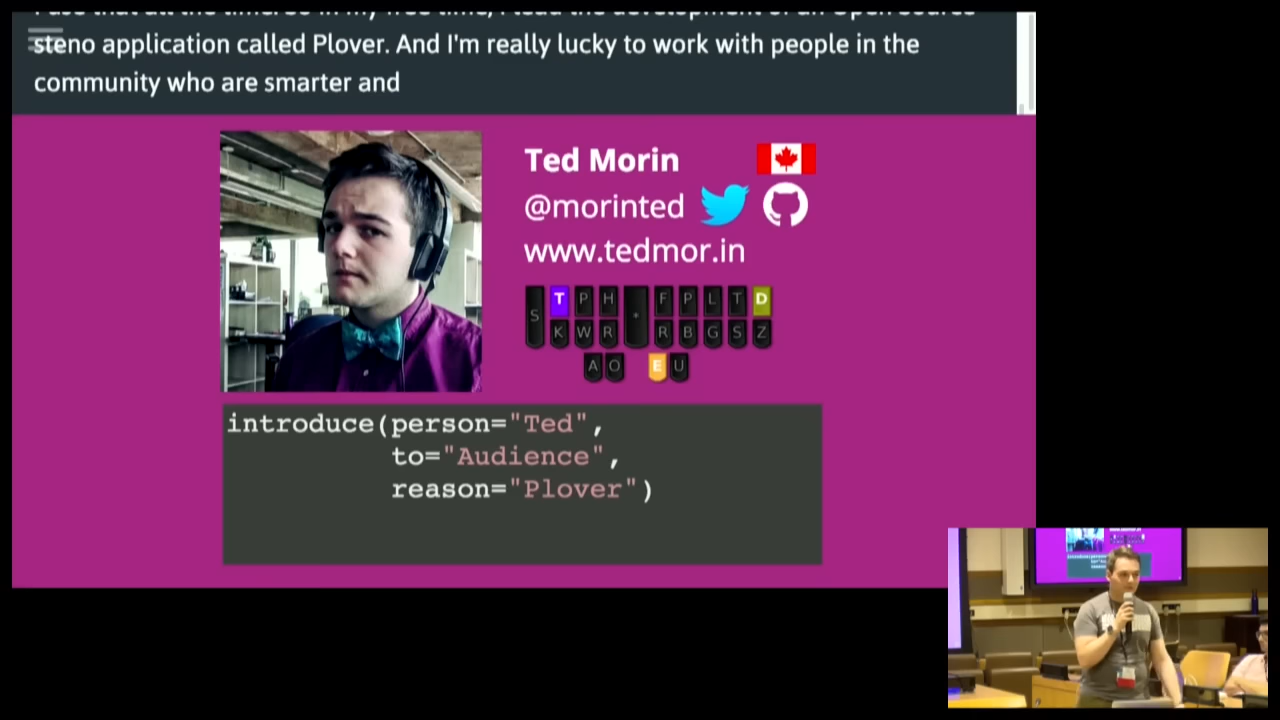 steno application called Plover. And I'm really lucky to work with people in the
community who are smarter and
Ted Morin
@morinted
www.tedmor.in
S T P H * F P L T D
K W R R B G S Z
A O E U
introduce(person="Ted",
to="Audience",
reason="Plover")